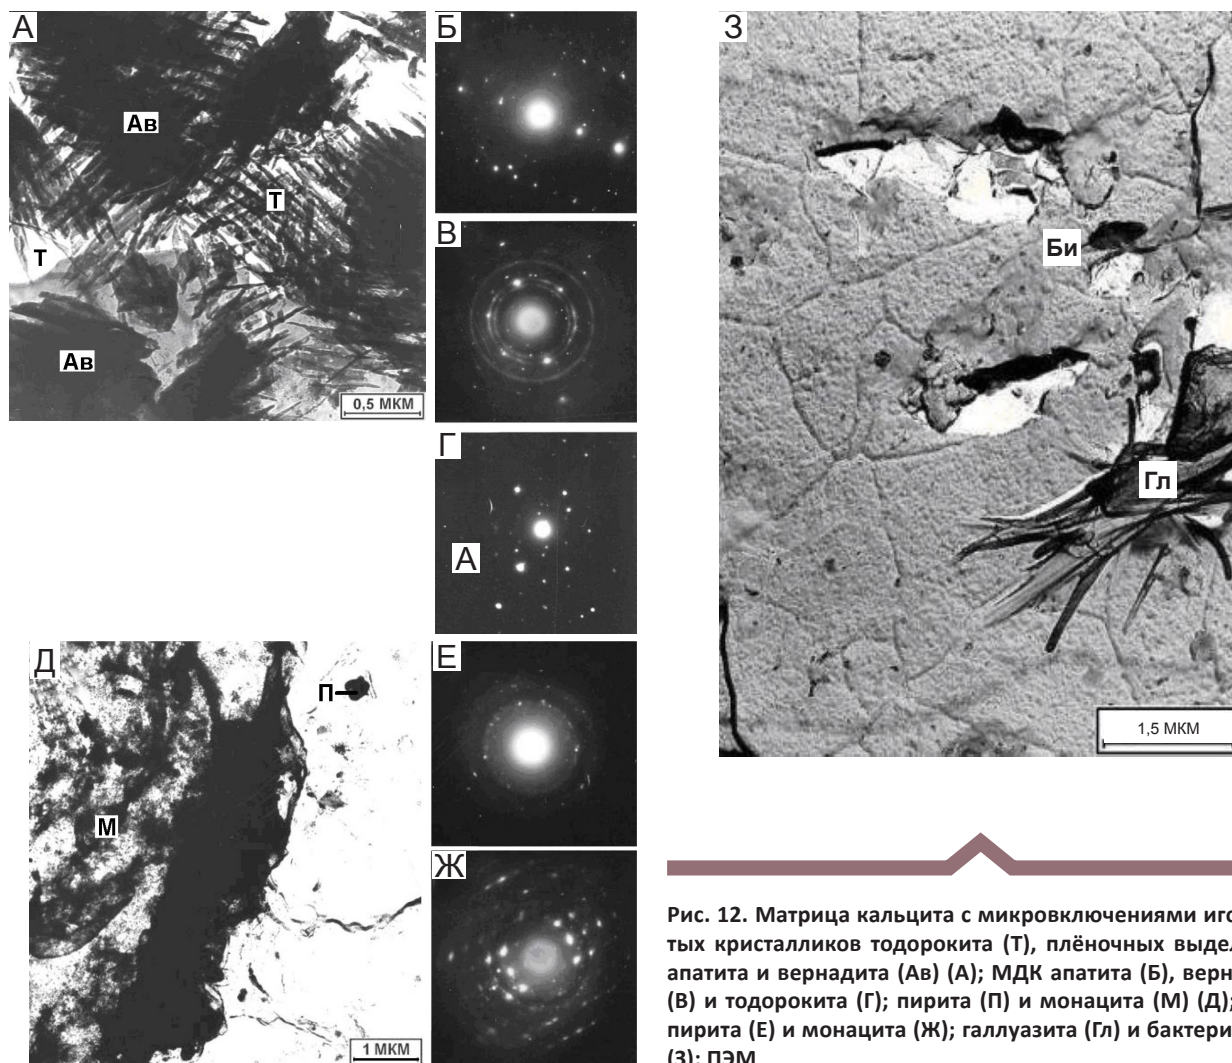 А
Ав
Т
Т
Ав
0,5 МКМ
Б
В
Г
А
Д
П
М
1 МКМ
Е
Ж
З
Би
Гл
1,5 МКМ
Рис. 12. Матрица кальцита с микровключениями иго
тых кристалликов тодорокита (Т), плёночных выдел
апатита и вернадита (Ав) (А); МДК апатита (Б), верн
(В) и тодорокита (Г); пирита (П) и монацита (М) (Д);
пирита (Е) и монацита (Ж); галлуазита (Гл) и бактери
(З); ПЭМ